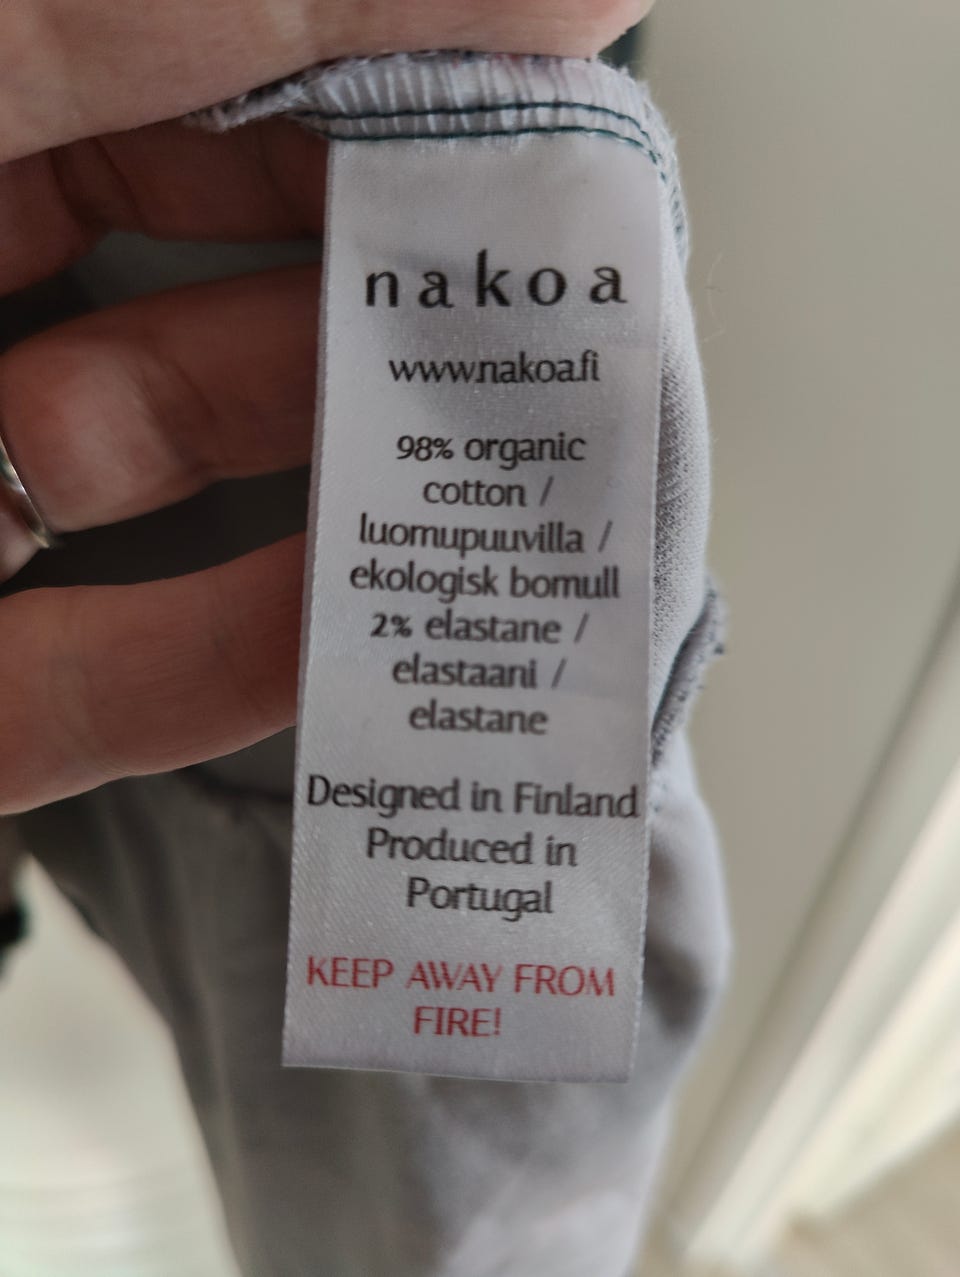 nakoa
www.nakoa.fi
98% organic
cotton /
luomupuuvilla /
ekologisk bomull
2% elastane /
elastaani /
elastane
Designed in Finland
Produced in
Portugal
KEEP AWAY FROM
FIRE!